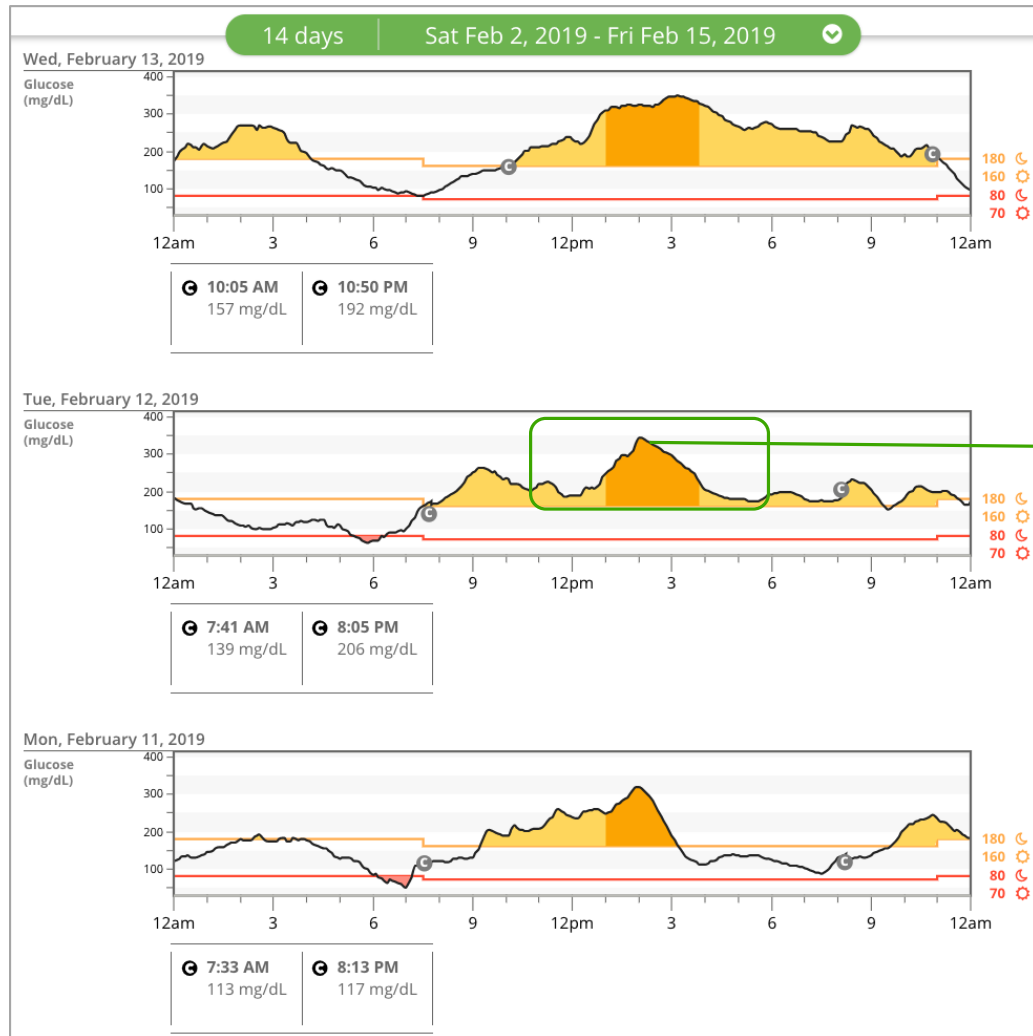 14 days Sat Feb 2, 2019 - Fri Feb 15, 2019
Wed, February 13, 2019
Glucose
(mg/dL)
400
300
200
100
180
160
80
70
12am 3 6 9 12pm 3 6 9 12am
C 10:05 AM C 10:50 PM
157 mg/dL 192 mg/dL
Tue, February 12, 2019
Glucose
(mg/dL)
400
300
200
100
180
160
80
70
12am 3 6 9 12pm 3 6 9 12am
C 7:41 AM C 8:05 PM
139 mg/dL 206 mg/dL
Mon, February 11, 2019
Glucose
(mg/dL)
400
300
200
100
180
160
80
70
12am 3 6 9 12pm 3 6 9 12am
C 7:33 AM C 8:13 PM
113 mg/dL 117 mg/dL